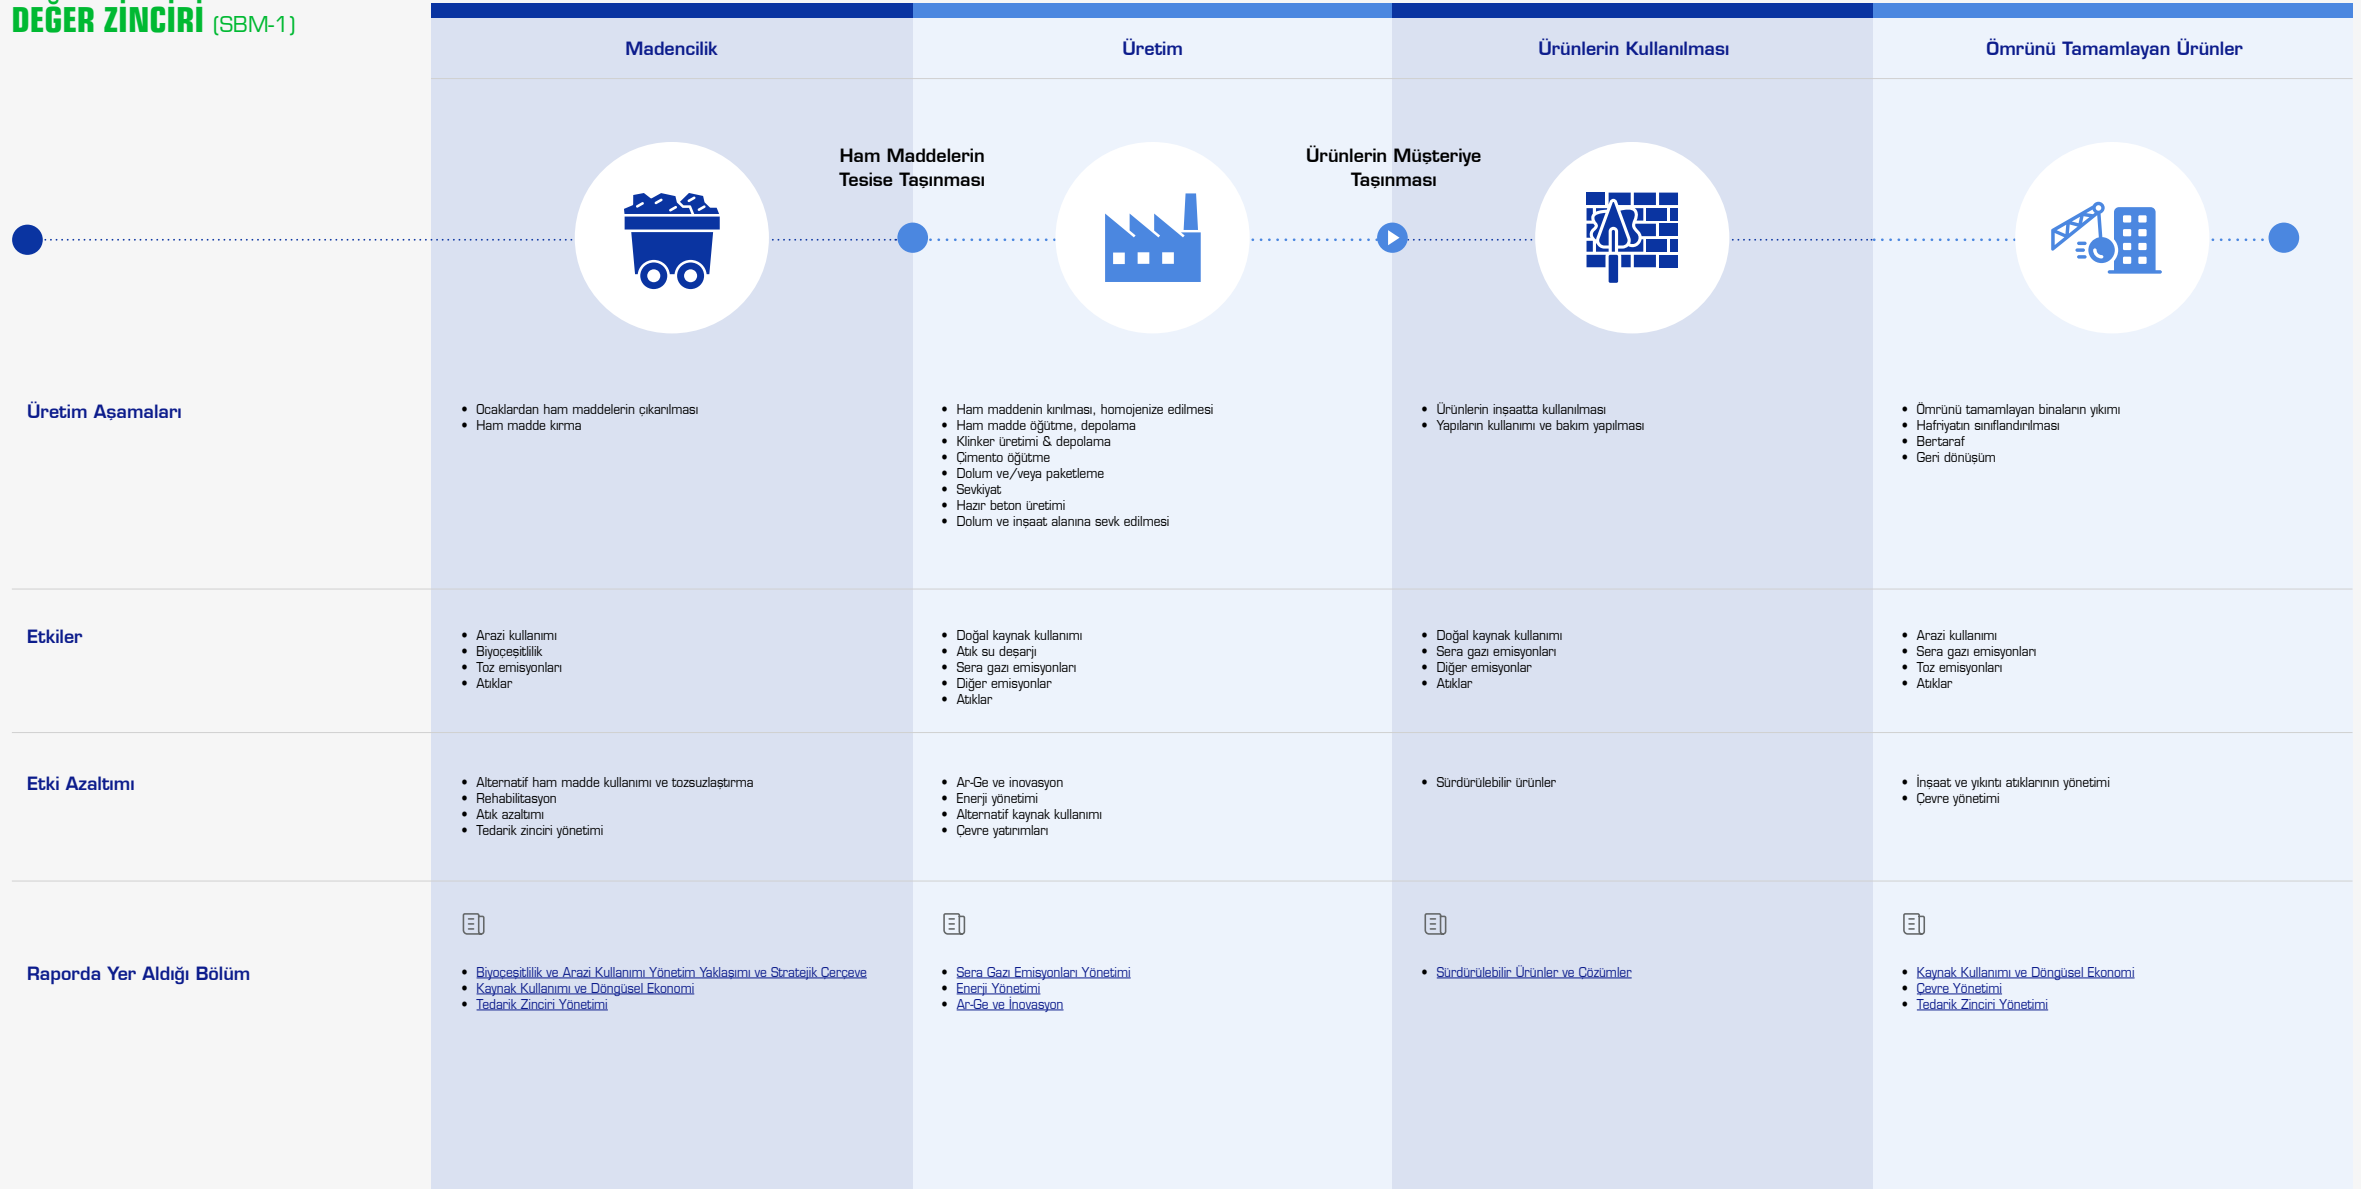 DEĞER ZİNCİRİ (SBM-1)
Madencilik
Üretim
Ürünlerin Kullanılması
Ömrünü Tamamlayan Ürünler
Ham Maddelerin
Tesise Taşınması
Ürünlerin Müşteriye
Taşınması
Üretim Aşamaları
• Ocaklardan ham maddelerin çıkarılması
• Ham madde kırma
• Ham maddenin kırılması, homojenize edilmesi
• Ham madde öğütme, depolama
• Klinker üretimi & depolama
• Çimento öğütme
• Dolum ve/veya paketleme
• Sevkiyat
• Hazır beton üretimi
• Dolum ve inşaat alanına sevk edilmesi
• Ürünlerin inşaatta kullanılması
• Yapıların kullanımı ve bakım yapılması
• Ömrünü tamamlayan binaların yıkımı
• Hafriyatın sınıflandırılması
• Bertaraf
• Geri dönüşüm
Etkiler
• Arazi kullanımı
• Biyoçeşitlilik
• Toz emisyonları
• Atıklar
• Doğal kaynak kullanımı
• Atık su deşarjı
• Sera gazı emisyonları
• Diğer emisyonlar
• Atıklar
• Doğal kaynak kullanımı
• Sera gazı emisyonları
• Diğer emisyonlar
• Atıklar
• Arazi kullanımı
• Sera gazı emisyonları
• Toz emisyonları
• Atıklar
Etki Azaltımı
• Alternatif ham madde kullanımı ve tozsuzlaştırma
• Rehabilitasyon
• Atık azaltımı
• Tedarik zinciri yönetimi
• Ar-Ge ve inovasyon
• Enerji yönetimi
• Alternatif kaynak kullanımı
• Çevre yatırımları
• Sürdürülebilir ürünler
• İnşaat ve yıkıntı atıklarının yönetimi
• Çevre yönetimi
Raporda Yer Aldığı Bölüm
• Biyoçeşitlilik ve Arazi Kullanımı Yönetim Yaklaşımı ve Stratejik Çerçeve
• Kaynak Kullanımı ve Döngüsel Ekonomi
• Tedarik Zinciri Yönetimi
• Sera Gazı Emisyonları Yönetimi
• Enerji Yönetimi
• Ar-Ge ve İnovasyon
• Sürdürülebilir Ürünler ve Çözümler
• Kaynak Kullanımı ve Döngüsel Ekonomi
• Çevre Yönetimi
• Tedarik Zinciri Yönetimi